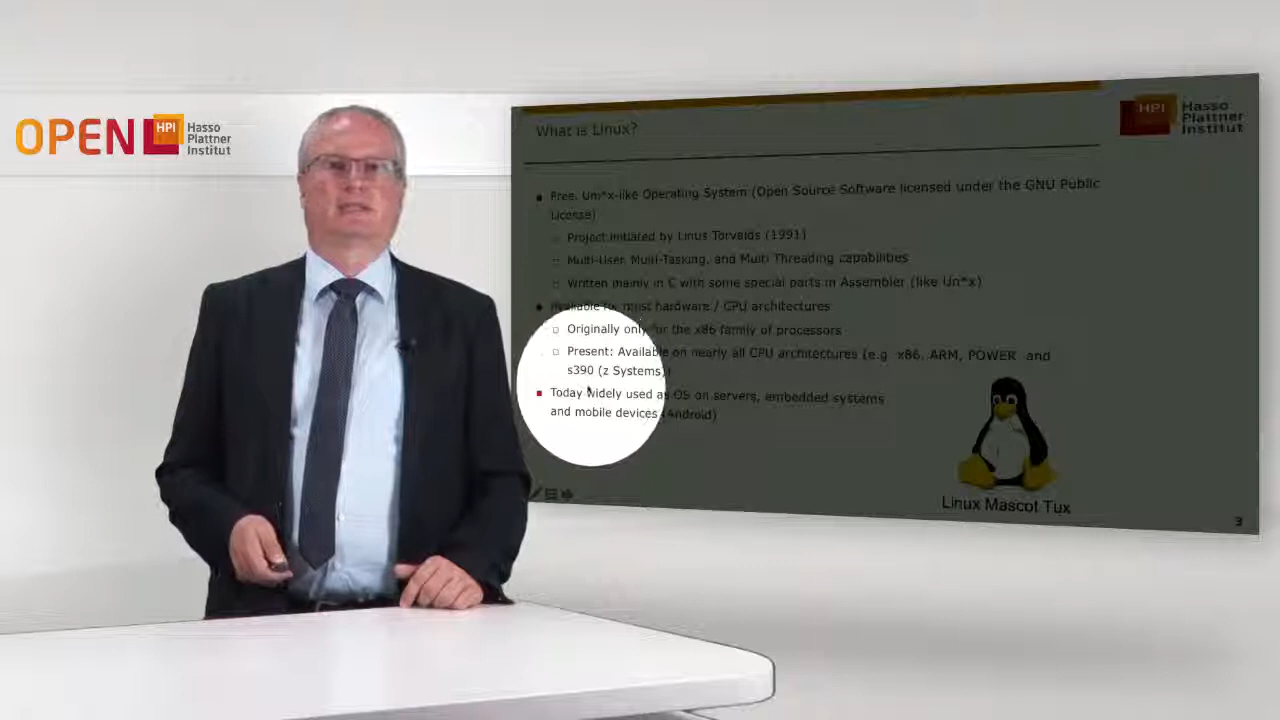 OPEN HPI Hasso
Plattner
Institut
What is Linux?
HPI Hasso
Plattner
Institut
Free, Un*x-like Operating System (Open Source Software licensed under the GNU Public
License)
Project initiated by Linus Torvalds (1991)
Multi-User, Multi-Tasking, and Multi Threading capabilities
Written mainly in C with some special parts in Assembler (like Un*x)
Available for most hardware / CPU architectures
Originally only for the x86 family of processors
Present: Available on nearly all CPU architectures (e.g x86, ARM, POWER and
s390 (z Systems))
Today widely used as OS on servers, embedded systems
and mobile devices (Android)
Linux Mascot Tux
3